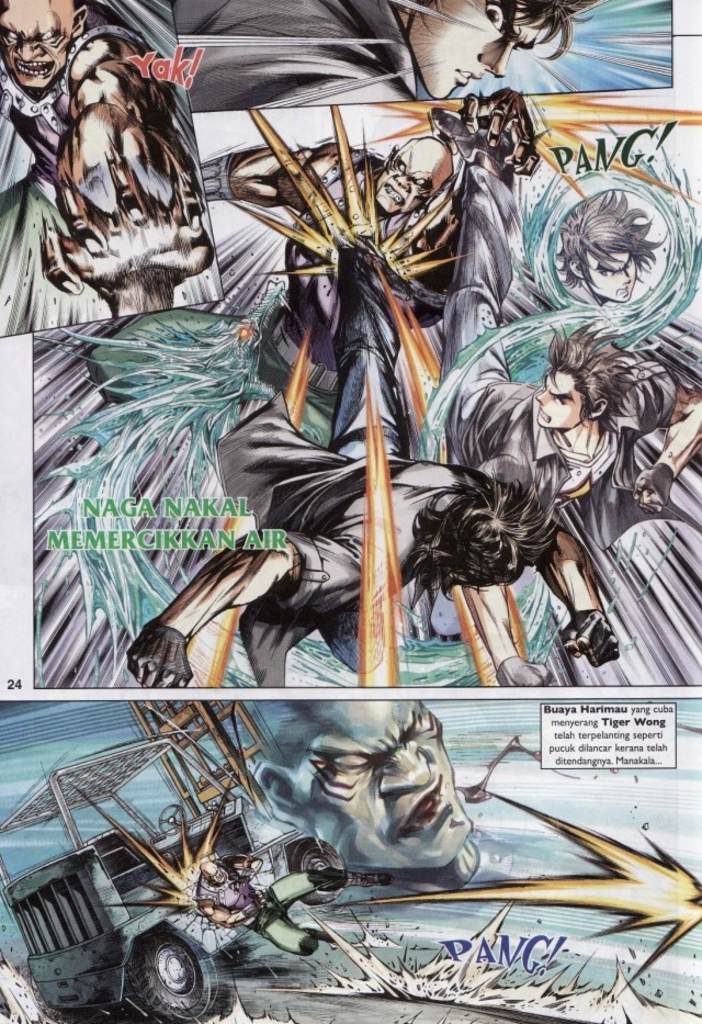 Yak!
PANG!
NAGA NAKAL
MEMERCIKKAN AIR
24
Buaya Harimau yang cuba
menyerang Tiger Wong
telah terpelanting seperti
pucuk dilancar kerana telah
ditendangnya. Manakala...
PANG!